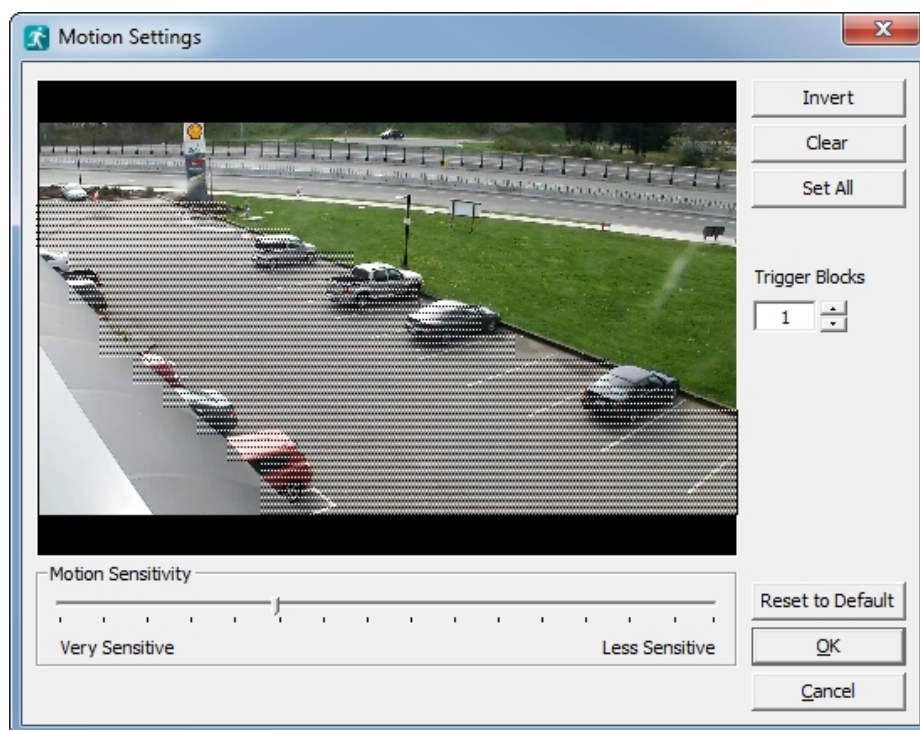 Motion Settings
Invert
Clear
Set All
Trigger Blocks
1
Motion Sensitivity
Very Sensitive
Less Sensitive
Reset to Default
OK
Cancel